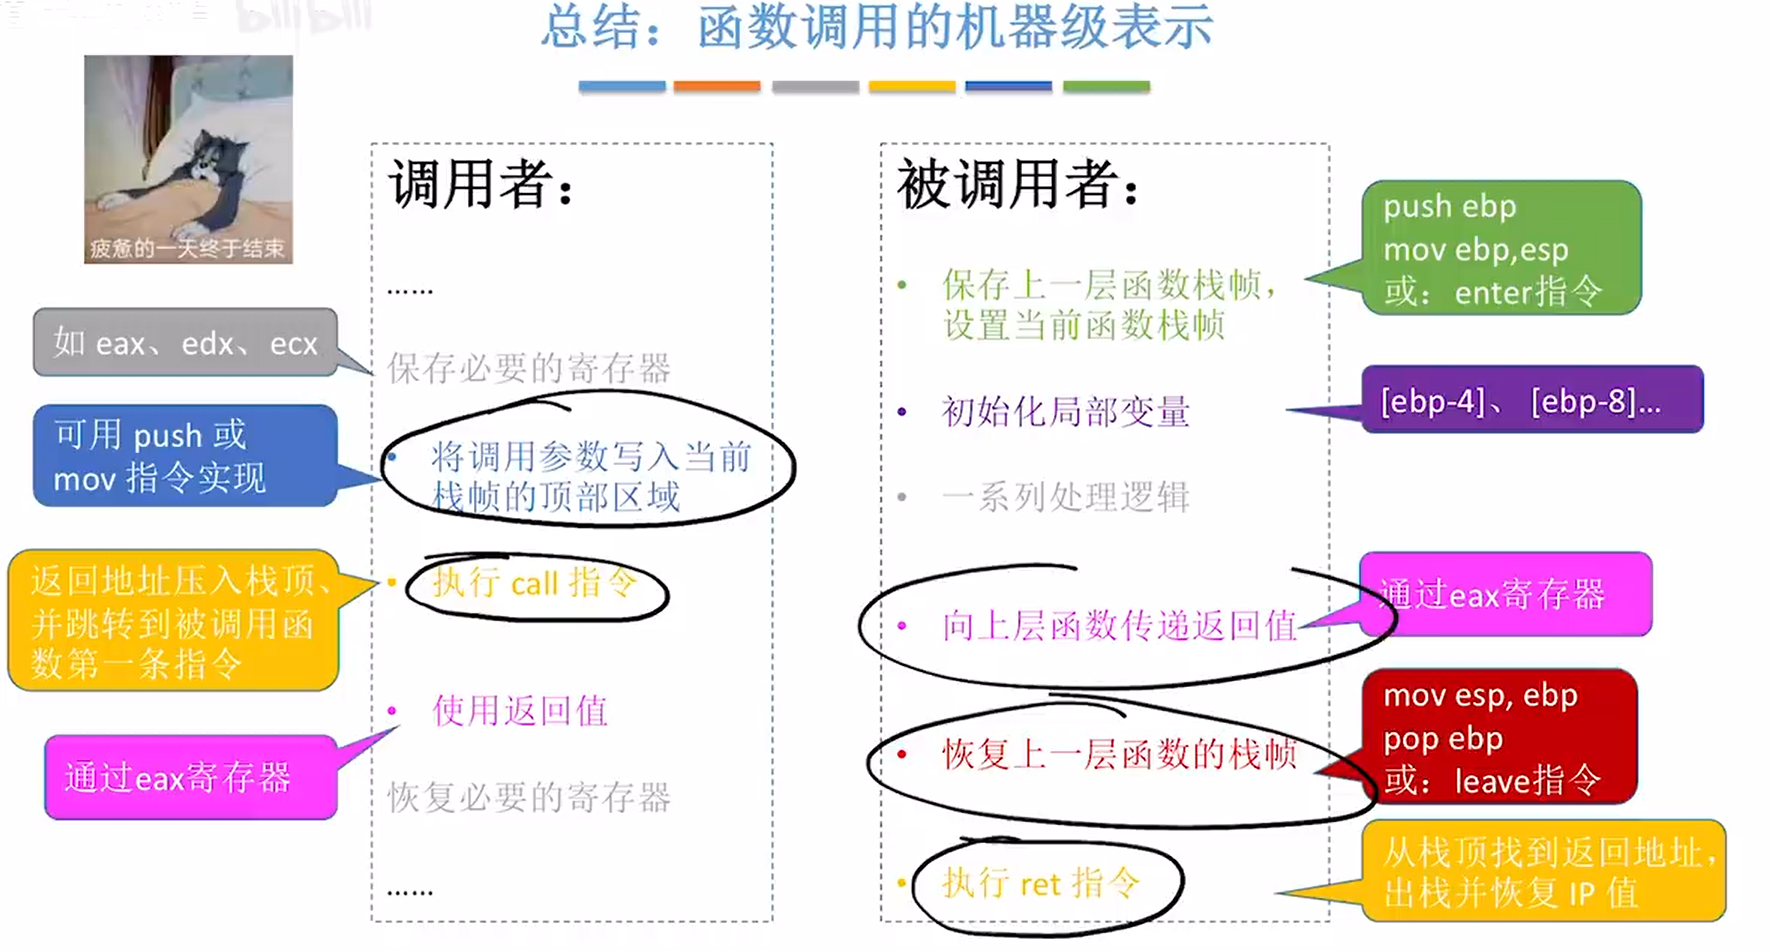 bilibili
总结：函数调用的机器级表示
疲惫的一天终于结束
调用者：
……
如 eax、edx、ecx
保存必要的寄存器
可用 push 或
mov 指令实现
• 将调用参数写入当前
栈帧的顶部区域
返回地址压入栈顶、
并跳转到被调用函
数第一条指令
• 执行 call 指令
• 使用返回值
通过eax寄存器
恢复必要的寄存器
……
被调用者：
• 保存上一层函数栈帧，
设置当前函数栈帧
push ebp
mov ebp,esp
或：enter指令
• 初始化局部变量
[ebp-4]、 [ebp-8]...
• 一系列处理逻辑
• 向上层函数传递返回值
通过eax寄存器
• 恢复上一层函数的栈帧
mov esp, ebp
pop ebp
或：leave指令
• 执行 ret 指令
从栈顶找到返回地址，
出栈并恢复 IP 值